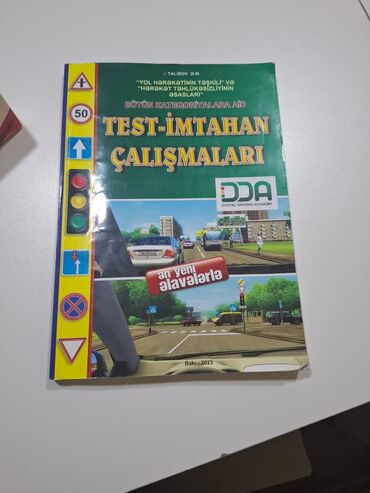 TALIBOV Ə.M.
"YOL HƏRƏKƏTİNİN TƏŞKİLİ" VƏ
"HƏRƏKƏT TƏHLÜKƏSİZLİYİNİN
ƏSASLARI"
BÜTÜN KATEQORİYALARA AİD
TEST-İMTAHAN
ÇALIŞMALARI
50
DDA
DIGITAL DRIVING ACADEMY
ən yeni
əlavələrlə
Bakı - 2023